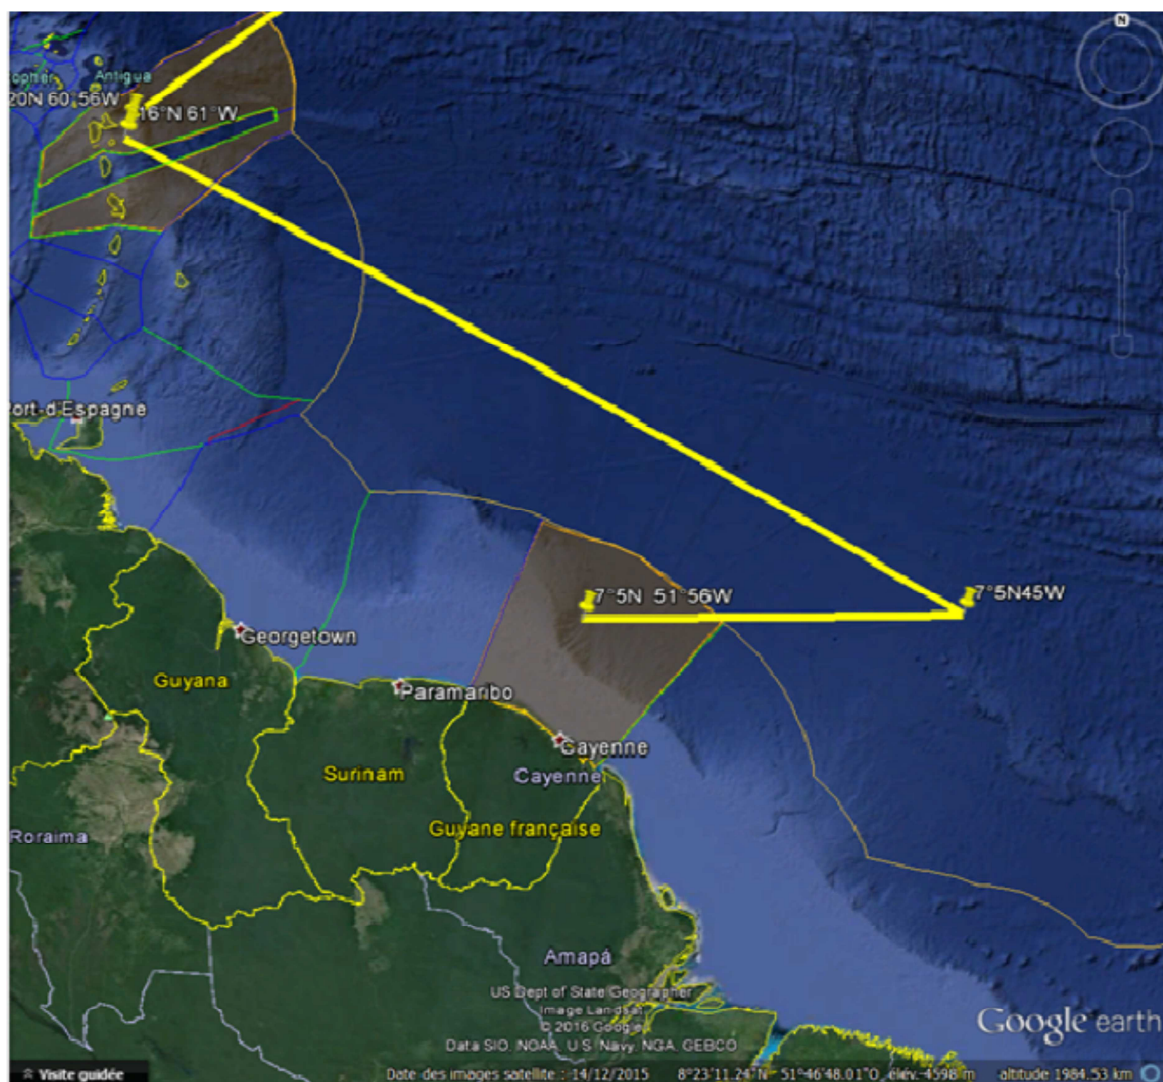 N
Antigua
20N 60°56W
16°N 61°W
Port-d'Espagne
7°5N 51°56W
7°5N45W
Georgetown
Guyana
Paramaribo
Cayenne
Surinam
Cayenne
Guyane française
Roraima
Amapá
US Dept of State Geographer
Image Landsat
© 2016 Google
Data SIO, NOAA, U.S. Navy, NGA, GEBCO
Google earth
Visite guidée
Date des images satellite : 14/12/2015 8°23'11.24"N 51°46'48.01"O élév. -4598 m altitude 1984.53 km